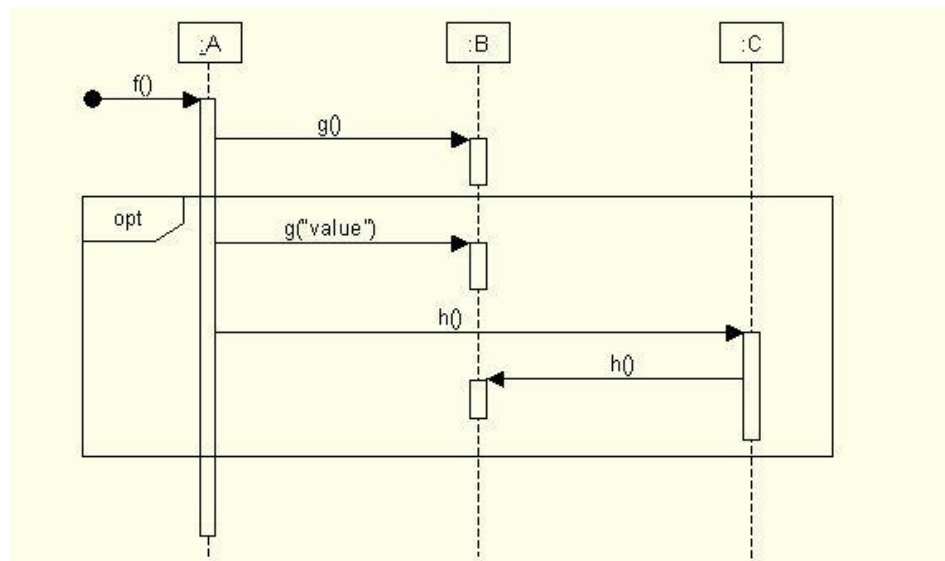 :A
:B
:C
f()
g()
opt
g("value")
h()
h()